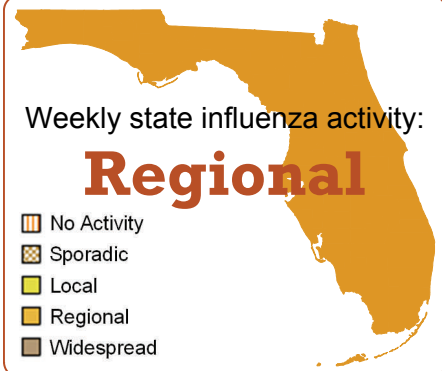 Weekly state influenza activity:
Regional
No Activity
Sporadic
Local
Regional
Widespread